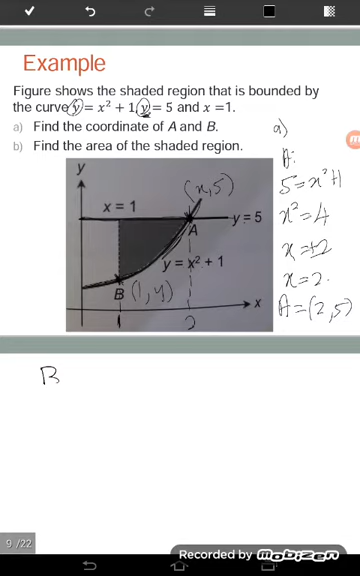 Example
Figure shows the shaded region that is bounded by
the curve y = x² + 1, y = 5 and x = 1.
a) Find the coordinate of A and B.
b) Find the area of the shaded region.
a)
A:
5 = x² + 1
x² = 4
x = ±2
x = 2.
A = (2, 5)
y
(x, 5)
x = 1
y = 5
A
y = x² + 1
B (1, y)
x
1
2
B
9 /22
Recorded by Mobizen